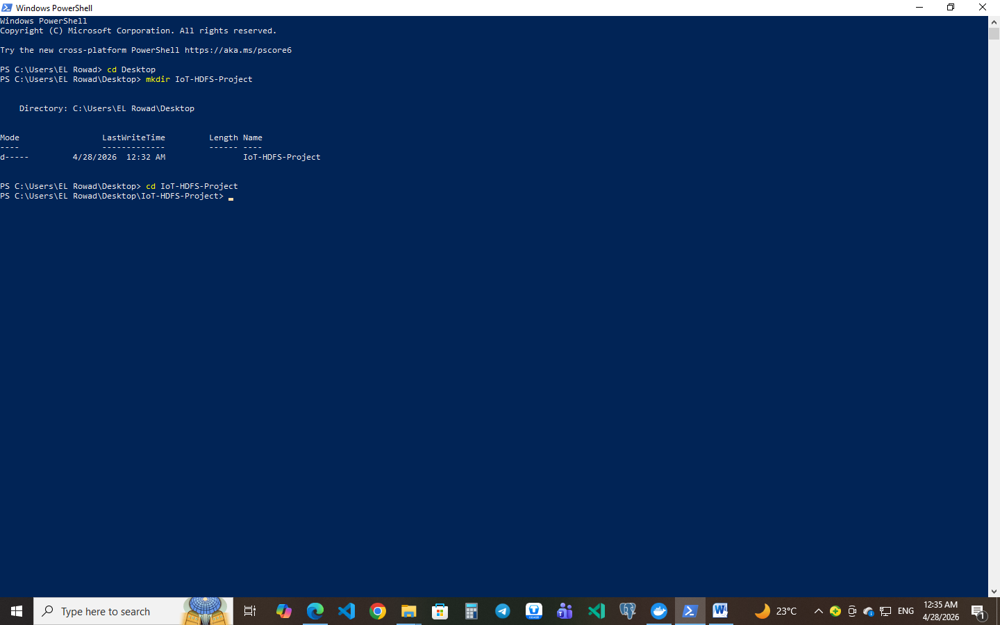 Windows PowerShell
Windows PowerShell
Copyright (C) Microsoft Corporation. All rights reserved.
Try the new cross-platform PowerShell https://aka.ms/pscore6
PS C:\Users\EL Rowad> cd Desktop
PS C:\Users\EL Rowad\Desktop> mkdir IoT-HDFS-Project
Directory: C:\Users\EL Rowad\Desktop
Mode                 LastWriteTime         Length Name
----                 -------------         ------ ----
d-----         4/28/2026  12:32 AM                IoT-HDFS-Project
PS C:\Users\EL Rowad\Desktop> cd IoT-HDFS-Project
PS C:\Users\EL Rowad\Desktop\IoT-HDFS-Project>
Type here to search
23°C
ENG
12:35 AM
4/28/2026
1